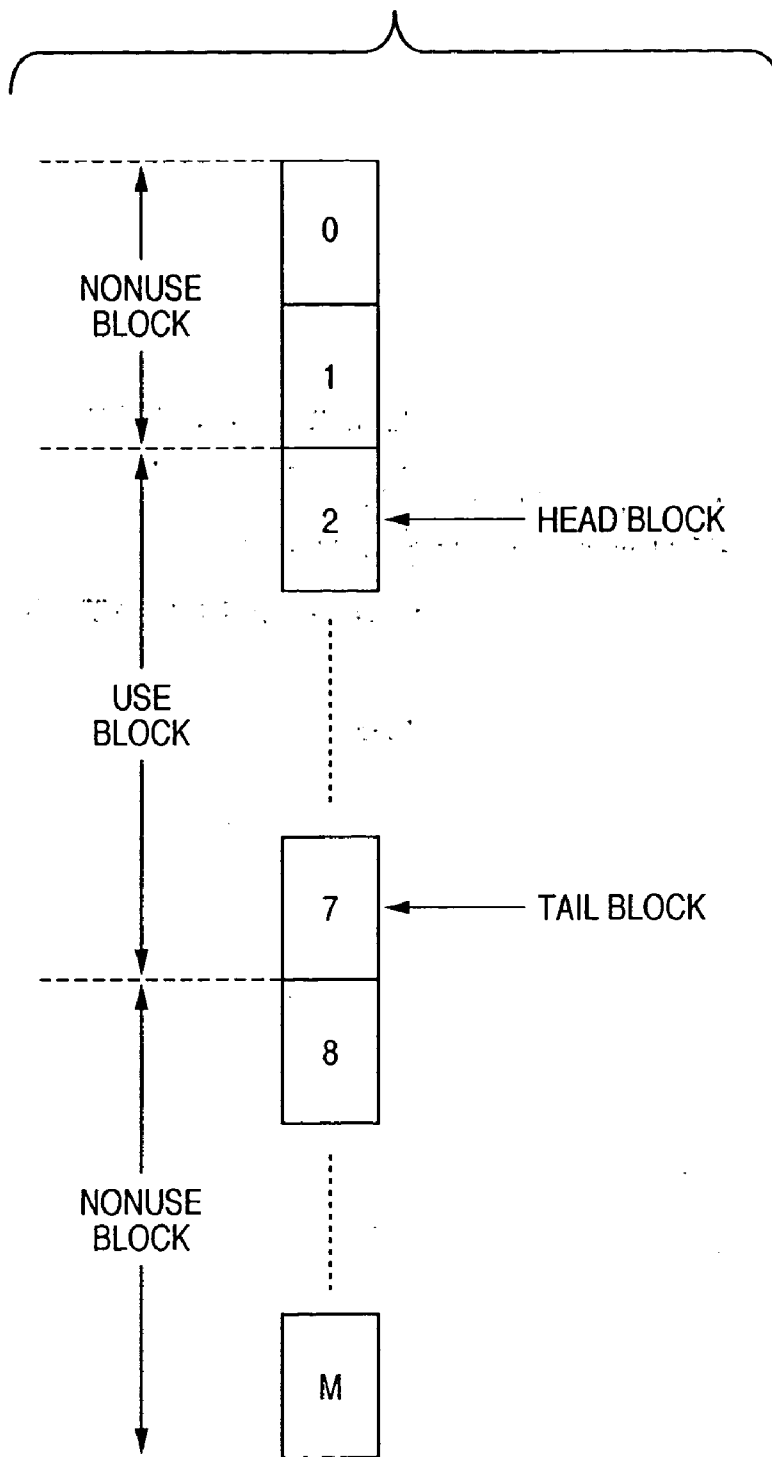 0
NONUSE
BLOCK
1
2
HEAD BLOCK
USE
BLOCK
7
TAIL BLOCK
8
NONUSE
BLOCK
M